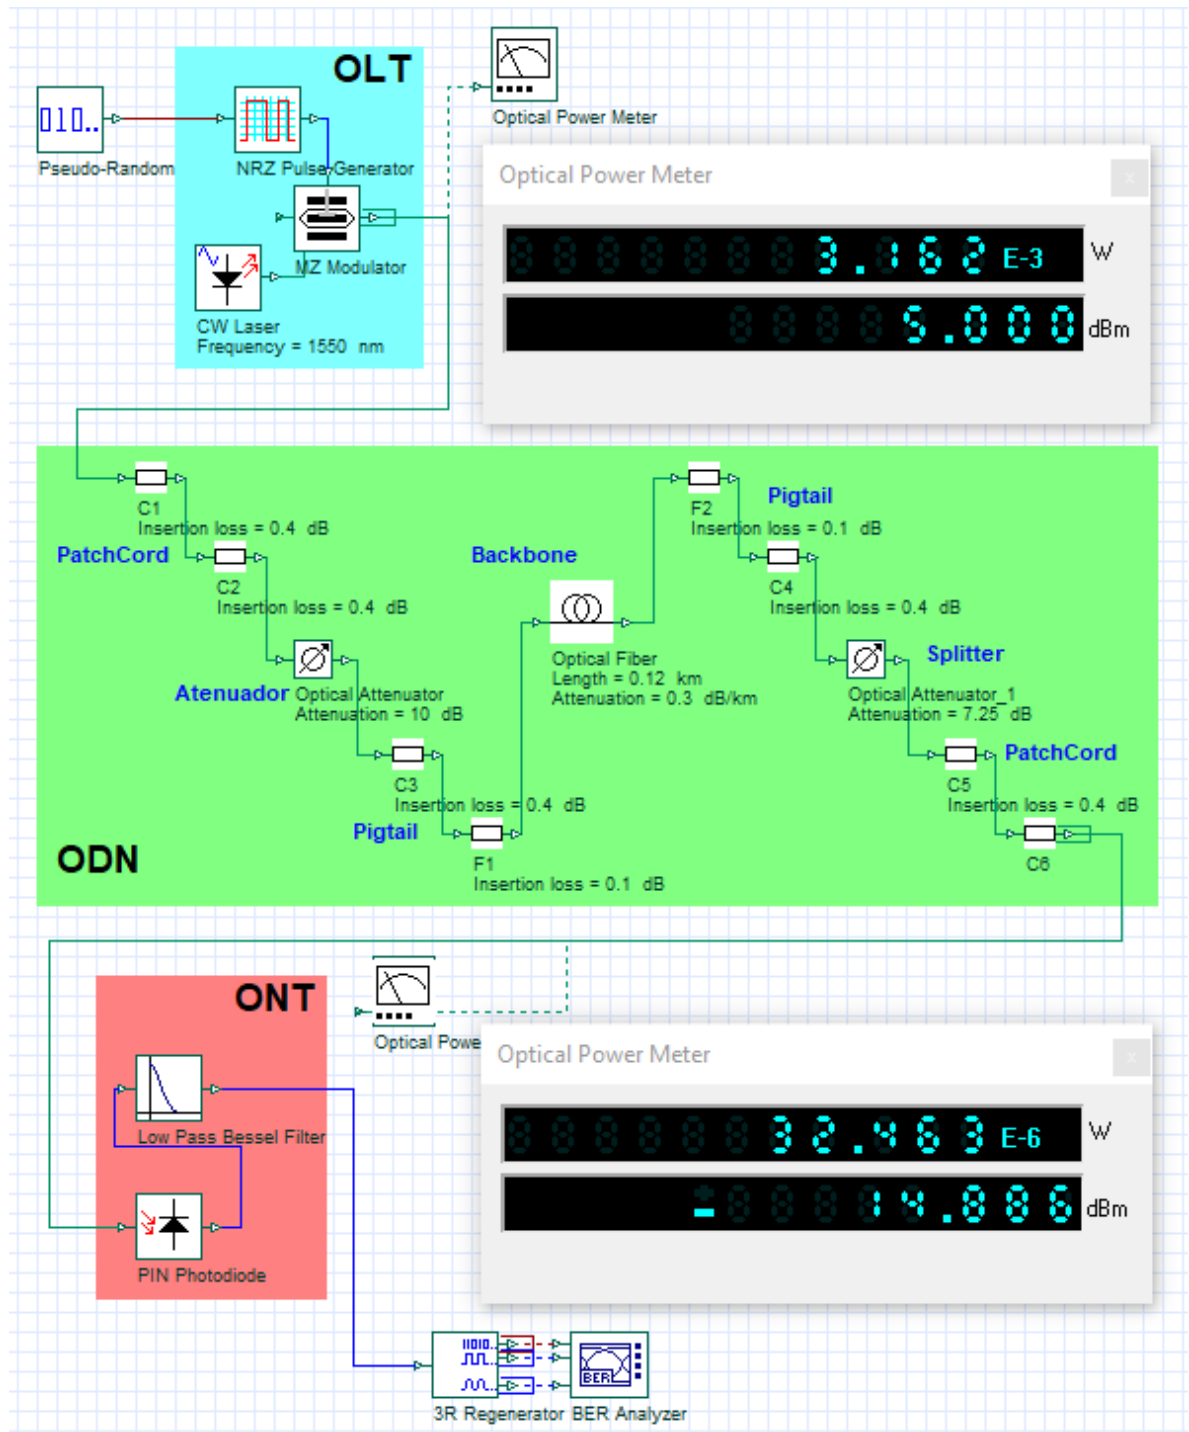 OLT
010..
Pseudo-Random
NRZ Pulse Generator
MZ Modulator
CW Laser
Frequency = 1550 nm
Optical Power Meter
Optical Power Meter
x
3.162 E-3 W
5.000 dBm
C1
Insertion loss = 0.4 dB
PatchCord
C2
Insertion loss = 0.4 dB
Atenuador
Optical Attenuator
Attenuation = 10 dB
C3
Insertion loss = 0.4 dB
Pigtail
F1
Insertion loss = 0.1 dB
ODN
Backbone
Optical Fiber
Length = 0.12 km
Attenuation = 0.3 dB/km
F2
Insertion loss = 0.1 dB
Pigtail
C4
Insertion loss = 0.4 dB
Splitter
Optical Attenuator_1
Attenuation = 7.25 dB
PatchCord
C5
Insertion loss = 0.4 dB
C6
ONT
Low Pass Bessel Filter
PIN Photodiode
Optical Powe
Optical Power Meter
x
32.463 E-6 W
-14.886 dBm
11010..
3R Regenerator
BER
BER Analyzer